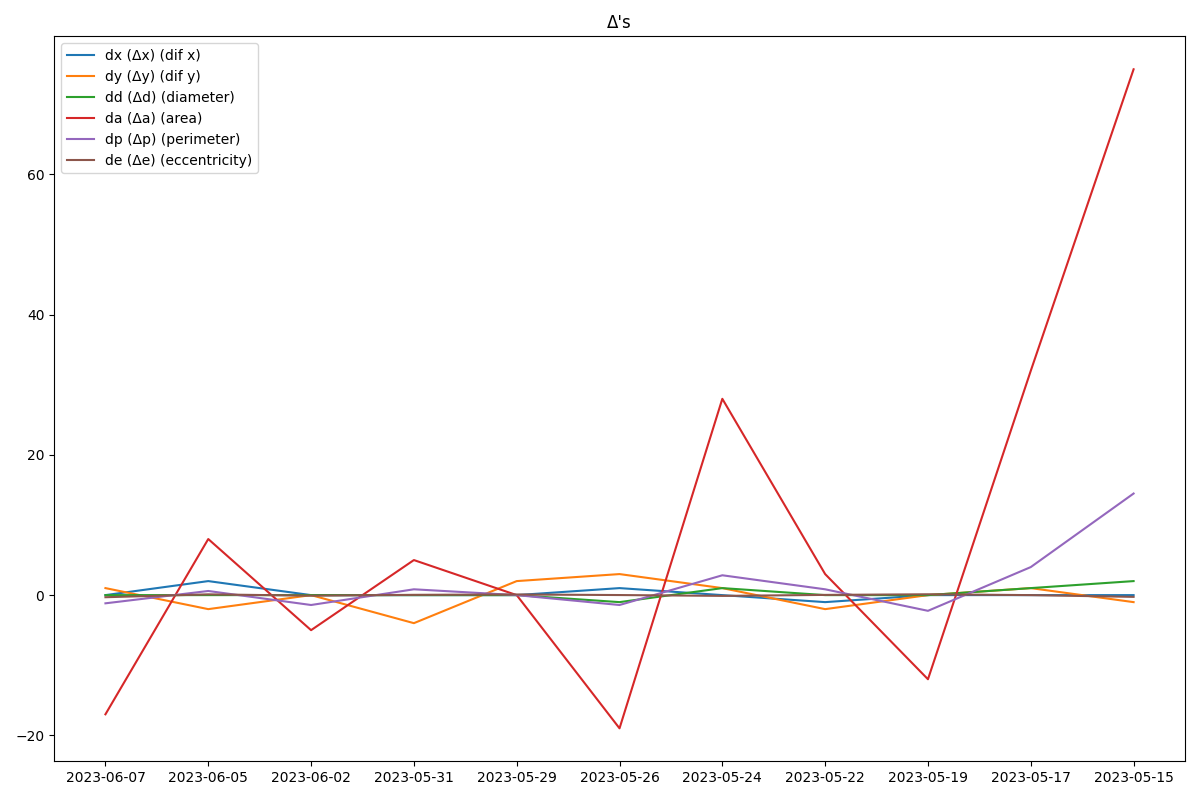 Δ's
dx (Δx) (dif x)
dy (Δy) (dif y)
dd (Δd) (diameter)
da (Δa) (area)
dp (Δp) (perimeter)
de (Δe) (eccentricity)
60
40
20
0
−20
2023-06-07 2023-06-05 2023-06-02 2023-05-31 2023-05-29 2023-05-26 2023-05-24 2023-05-22 2023-05-19 2023-05-17 2023-05-15